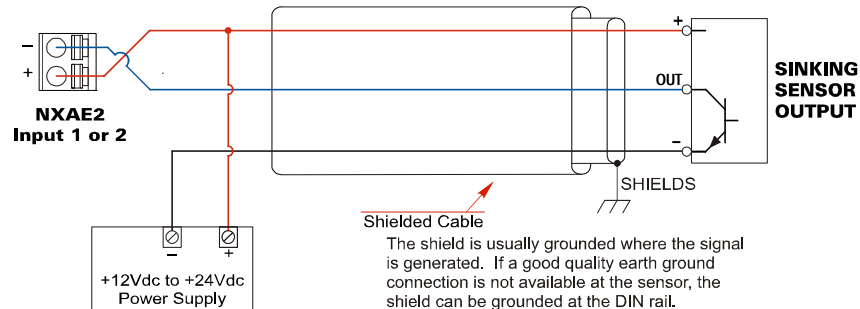 −
+
NXAE2
Input 1 or 2
+
OUT
−
SINKING
SENSOR
OUTPUT
SHIELDS
Shielded Cable
The shield is usually grounded where the signal
is generated. If a good quality earth ground
connection is not available at the sensor, the
shield can be grounded at the DIN rail.
− +
+12Vdc to +24Vdc
Power Supply